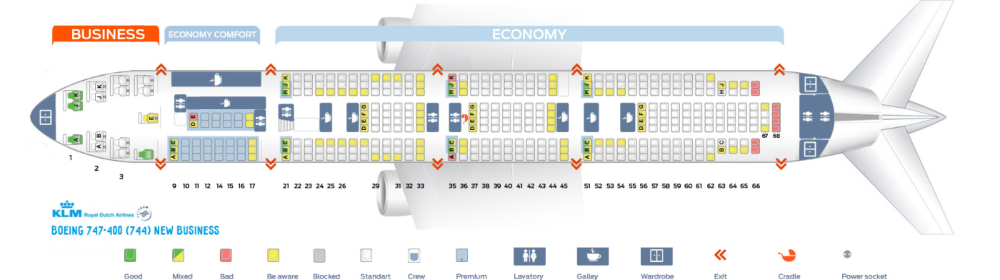 BUSINESS
ECONOMY COMFORT
ECONOMY
1
2
3
9 10 11 12 14 15 16 17
21 22 23 24 25 26
29
31 32 33
35 36 37 38 39 40 41 42 43 44 45
51 52 53 54 55 56 57 58 59 60 61 62 63 64 65 66
67 68
KLM Royal Dutch Airlines
BOEING 747-400 (744) NEW BUSINESS
Good
Mixed
Bad
Be aware
Blocked
Standart
Crew
Premium
Lavatory
Galley
Wardrobe
Exit
Cradle
Power socket